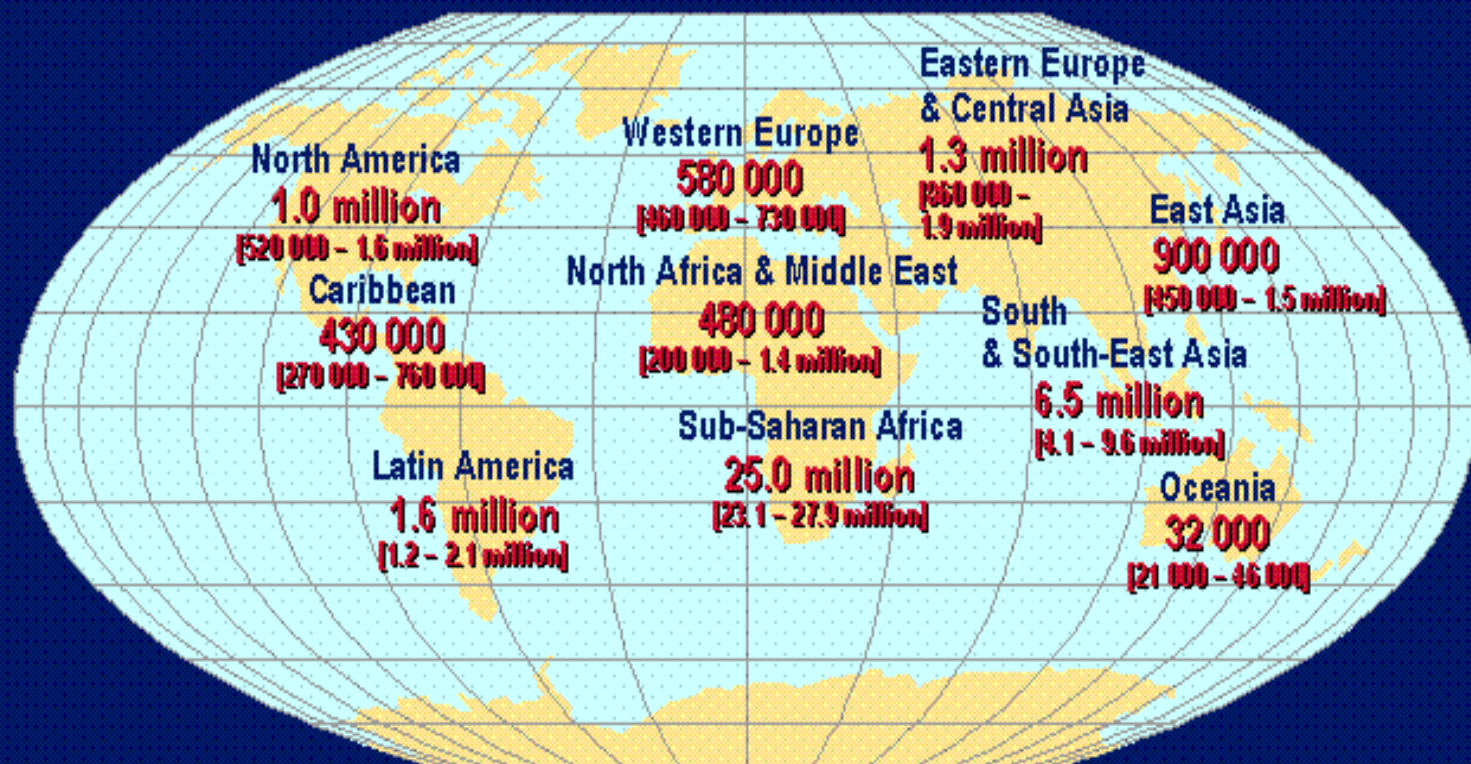 Eastern Europe
& Central Asia
1.3 million
[860 000 –
1.9 million]
Western Europe
580 000
[460 000 – 730 000]
North America
1.0 million
[520 000 – 1.6 million]
East Asia
900 000
[450 000 – 1.5 million]
North Africa & Middle East
480 000
[200 000 – 1.4 million]
Caribbean
430 000
[270 000 – 760 000]
South
& South-East Asia
6.5 million
[4.1 – 9.6 million]
Sub-Saharan Africa
25.0 million
[23.1 – 27.9 million]
Latin America
1.6 million
[1.2 – 2.1 million]
Oceania
32 000
[21 000 – 46 000]